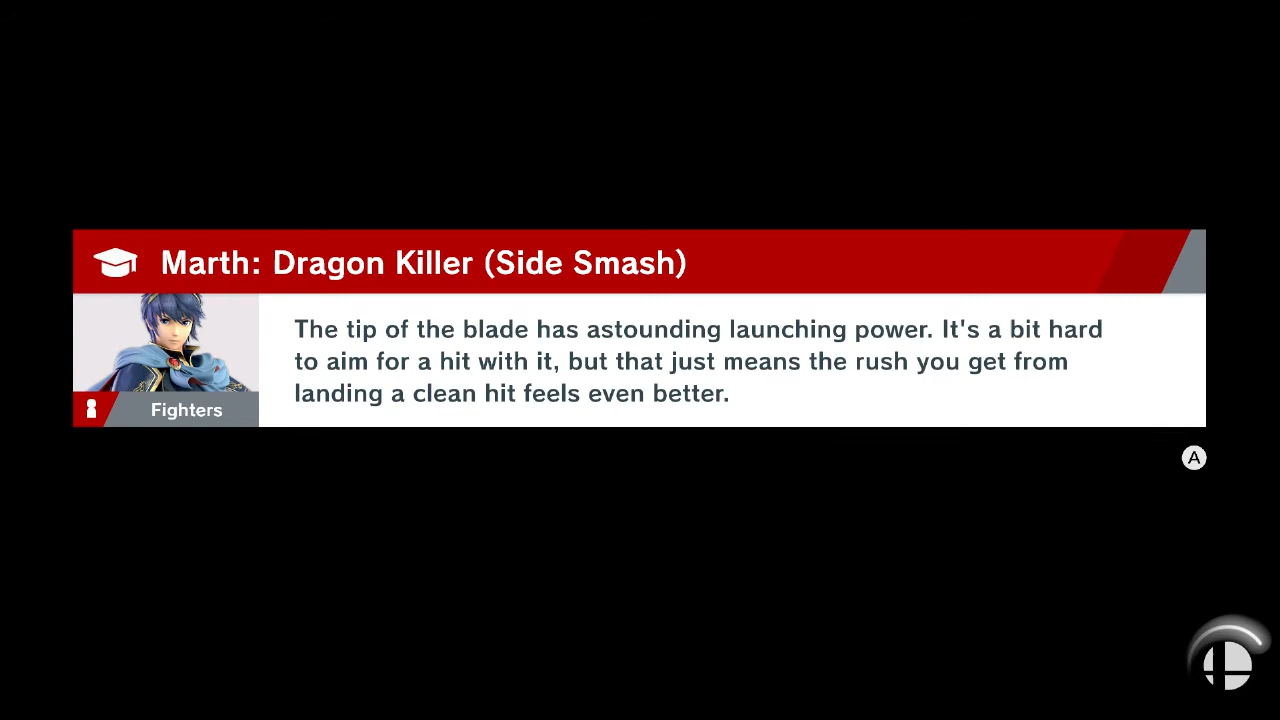 Marth: Dragon Killer (Side Smash)
The tip of the blade has astounding launching power. It's a bit hard
to aim for a hit with it, but that just means the rush you get from
landing a clean hit feels even better.
Fighters
A